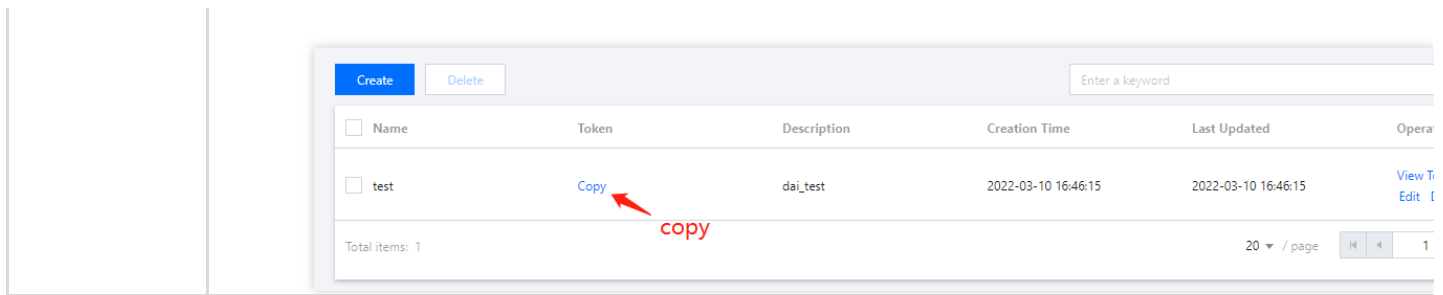 Create Delete Enter a keyword
Name Token Description Creation Time Last Updated
test Copy dai_test 2022-03-10 16:46:15 2022-03-10 16:46:15 View
Edit
copy
Total items: 1 20 / page 1